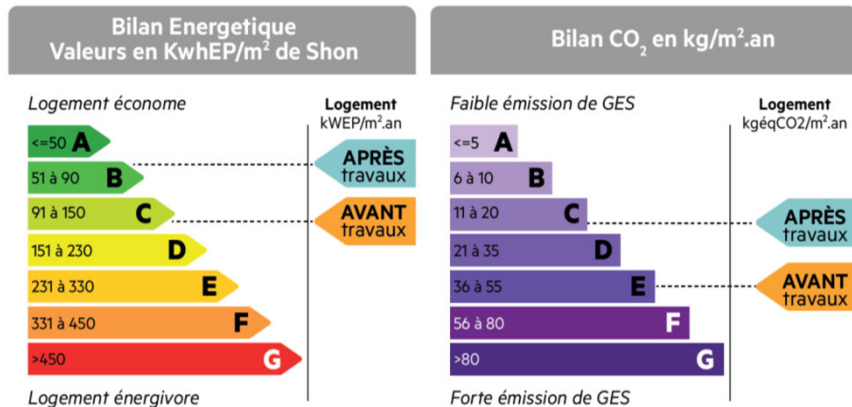 Bilan Energetique
Valeurs en KwhEP/m² de Shon
Logement économe
Logement
kWEP/m².an
<=50 A
51 à 90 B
91 à 150 C
151 à 230 D
231 à 330 E
331 à 450 F
>450 G
APRÈS
travaux
AVANT
travaux
Logement énergivore
Bilan CO₂ en kg/m².an
Faible émission de GES
Logement
kgéqCO2/m².an
<=5 A
6 à 10 B
11 à 20 C
21 à 35 D
36 à 55 E
56 à 80 F
>80 G
APRÈS
travaux
AVANT
travaux
Forte émission de GES